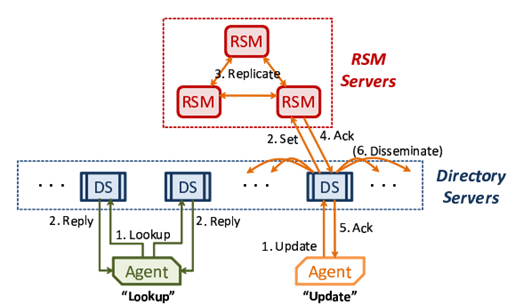 RSM
RSM
Servers
3. Replicate
RSM
RSM
2. Set
4. Ack
(6. Disseminate)
. . .
DS
DS
. . .
DS
. . .
Directory
Servers
2. Reply
1. Lookup
2. Reply
1. Update
5. Ack
Agent
Agent
"Lookup"
"Update"